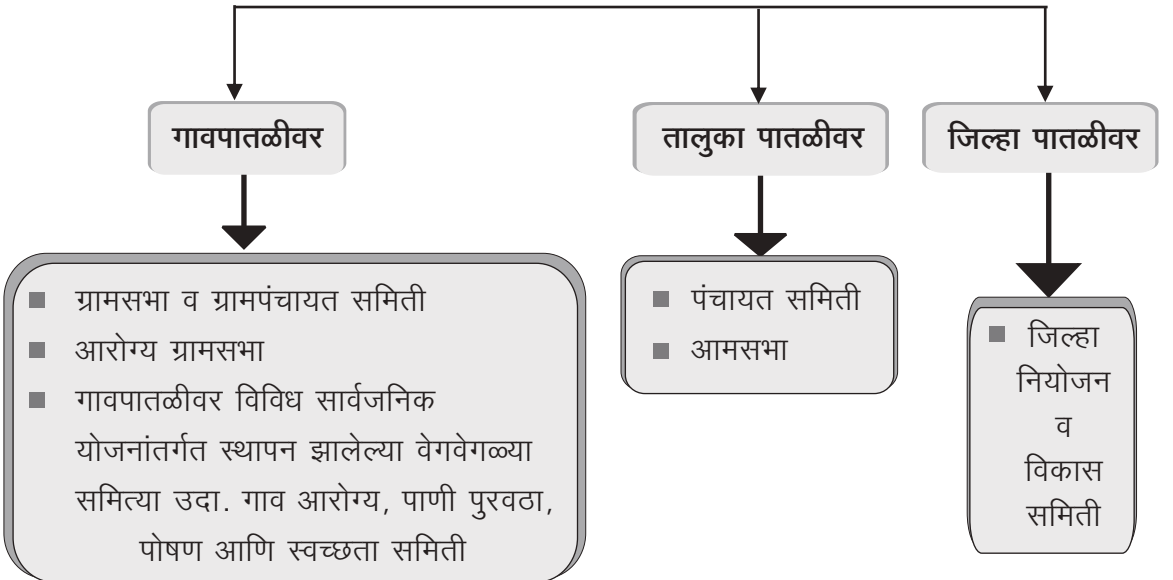 गावपातळीवर
ग्रामसभा व ग्रामपंचायत समिती
आरोग्य ग्रामसभा
गावपातळीवर विविध सार्वजनिक
योजनांतर्गत स्थापन झालेल्या वेगवेगळ्या
समित्या उदा. गाव आरोग्य, पाणी पुरवठा,
पोषण आणि स्वच्छता समिती
तालुका पातळीवर
पंचायत समिती
आमसभा
जिल्हा पातळीवर
जिल्हा
नियोजन
व
विकास
समिती